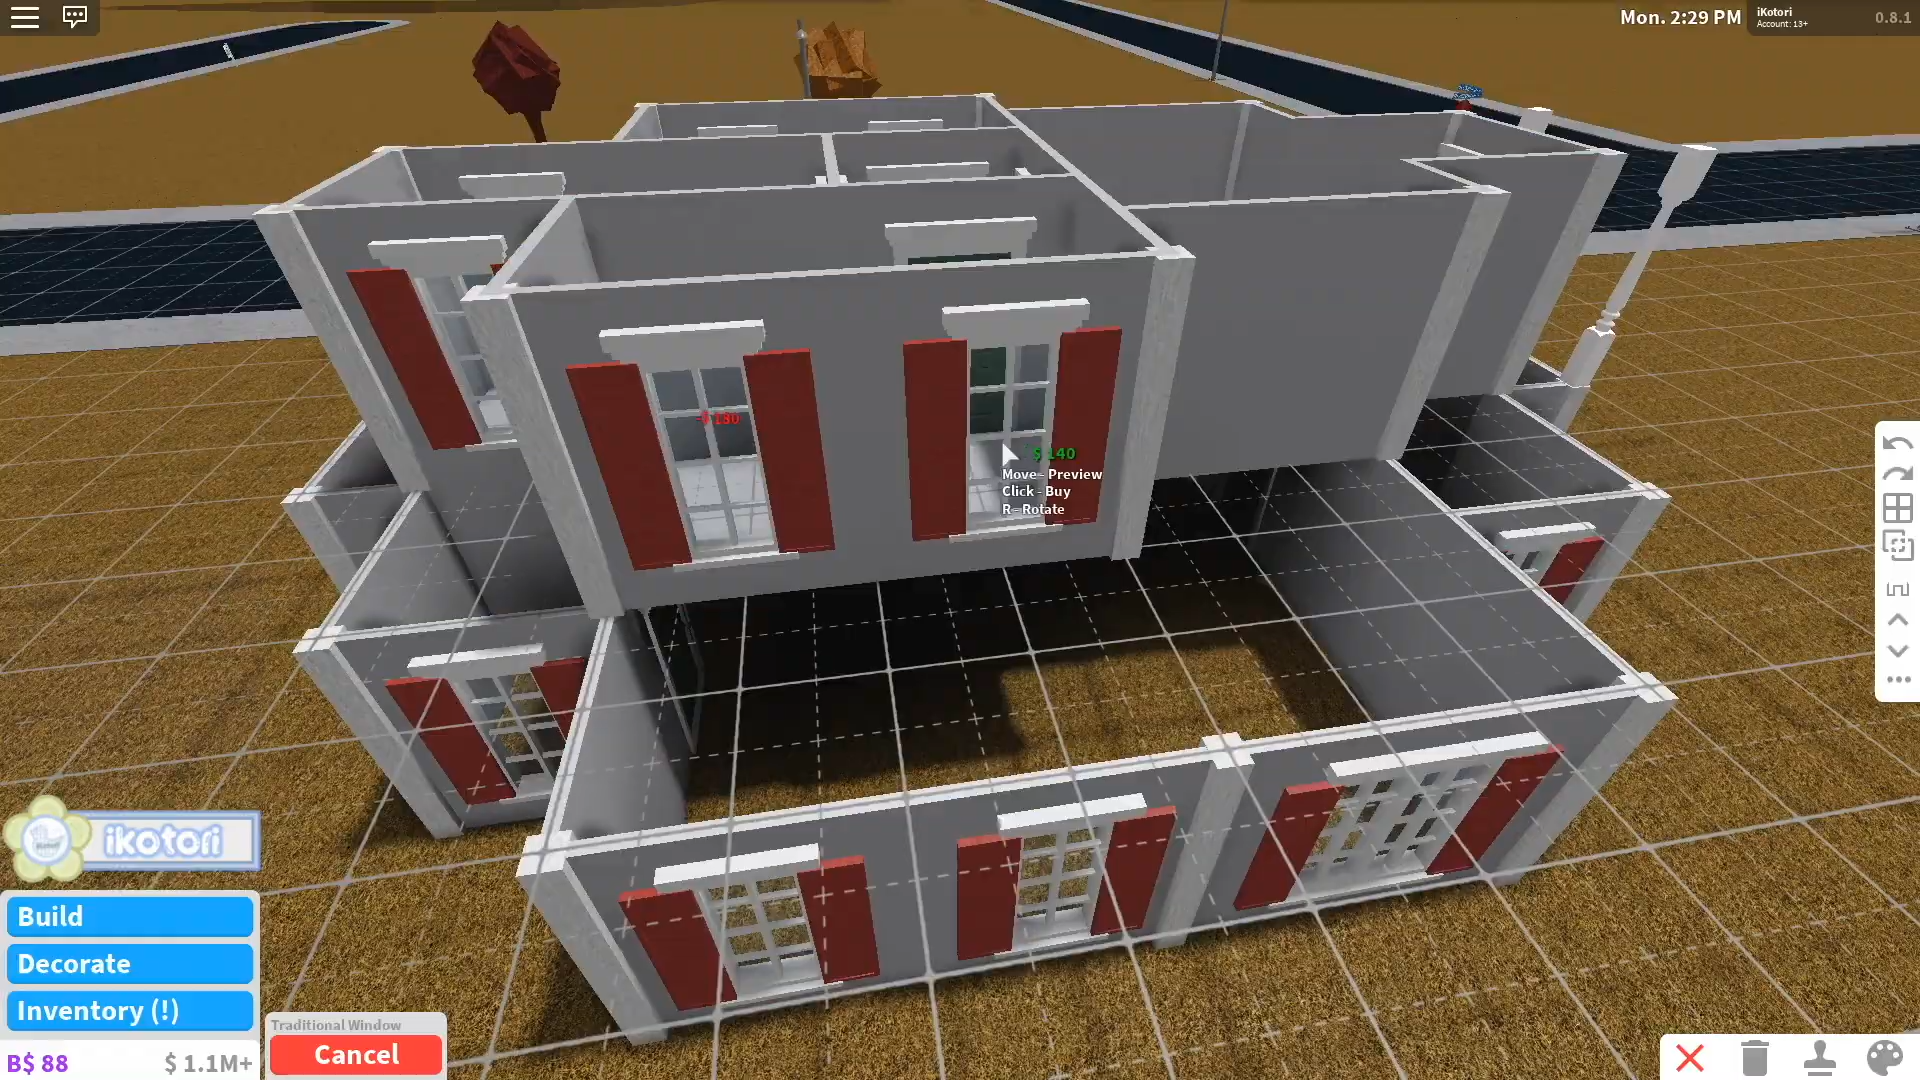 Mon. 2:29 PM
iKotori
Account: 13+
0.8.1
$ 140
Move - Preview
Click - Buy
R - Rotate
ikotori
Build
Decorate
Inventory (!)
B$ 88
$ 1.1M+
Traditional Window
Cancel